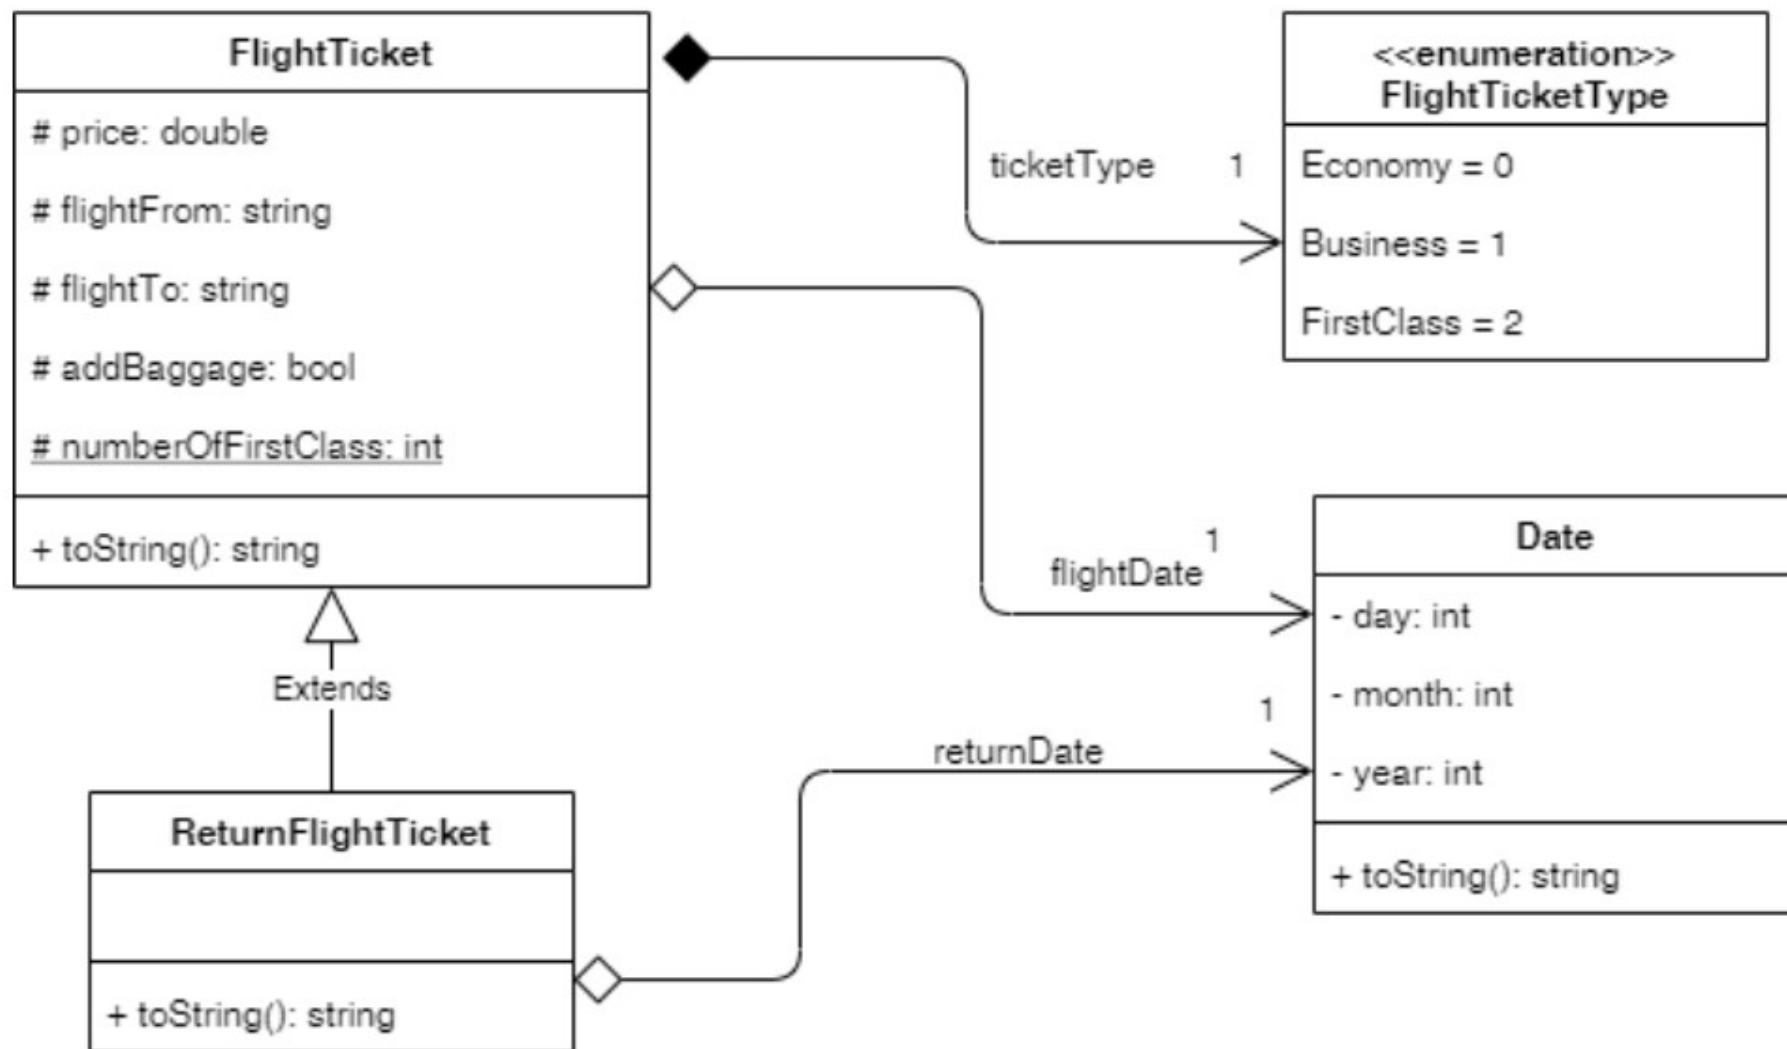 FlightTicket
# price: double
# flightFrom: string
# flightTo: string
# addBaggage: bool
# numberOfFirstClass: int
+ toString(): string
ticketType 1
<<enumeration>>
FlightTicketType
Economy = 0
Business = 1
FirstClass = 2
1
flightDate
Date
- day: int
- month: int
- year: int
+ toString(): string
Extends
1
returnDate
ReturnFlightTicket
+ toString(): string